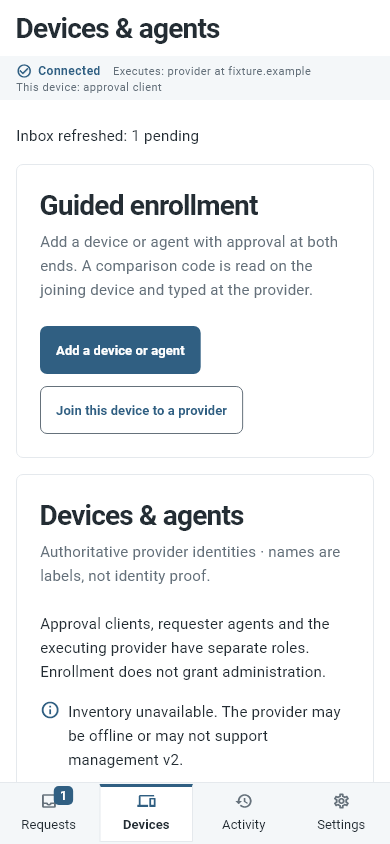 Devices & agents
Connected Executes: provider at fixture.example
This device: approval client
Inbox refreshed: 1 pending
Guided enrollment
Add a device or agent with approval at both
ends. A comparison code is read on the
joining device and typed at the provider.
Add a device or agent
Join this device to a provider
Devices & agents
Authoritative provider identities · names are
labels, not identity proof.
Approval clients, requester agents and the
executing provider have separate roles.
Enrollment does not grant administration.
Inventory unavailable. The provider may
be offline or may not support
management v2.
1
Requests Devices Activity Settings